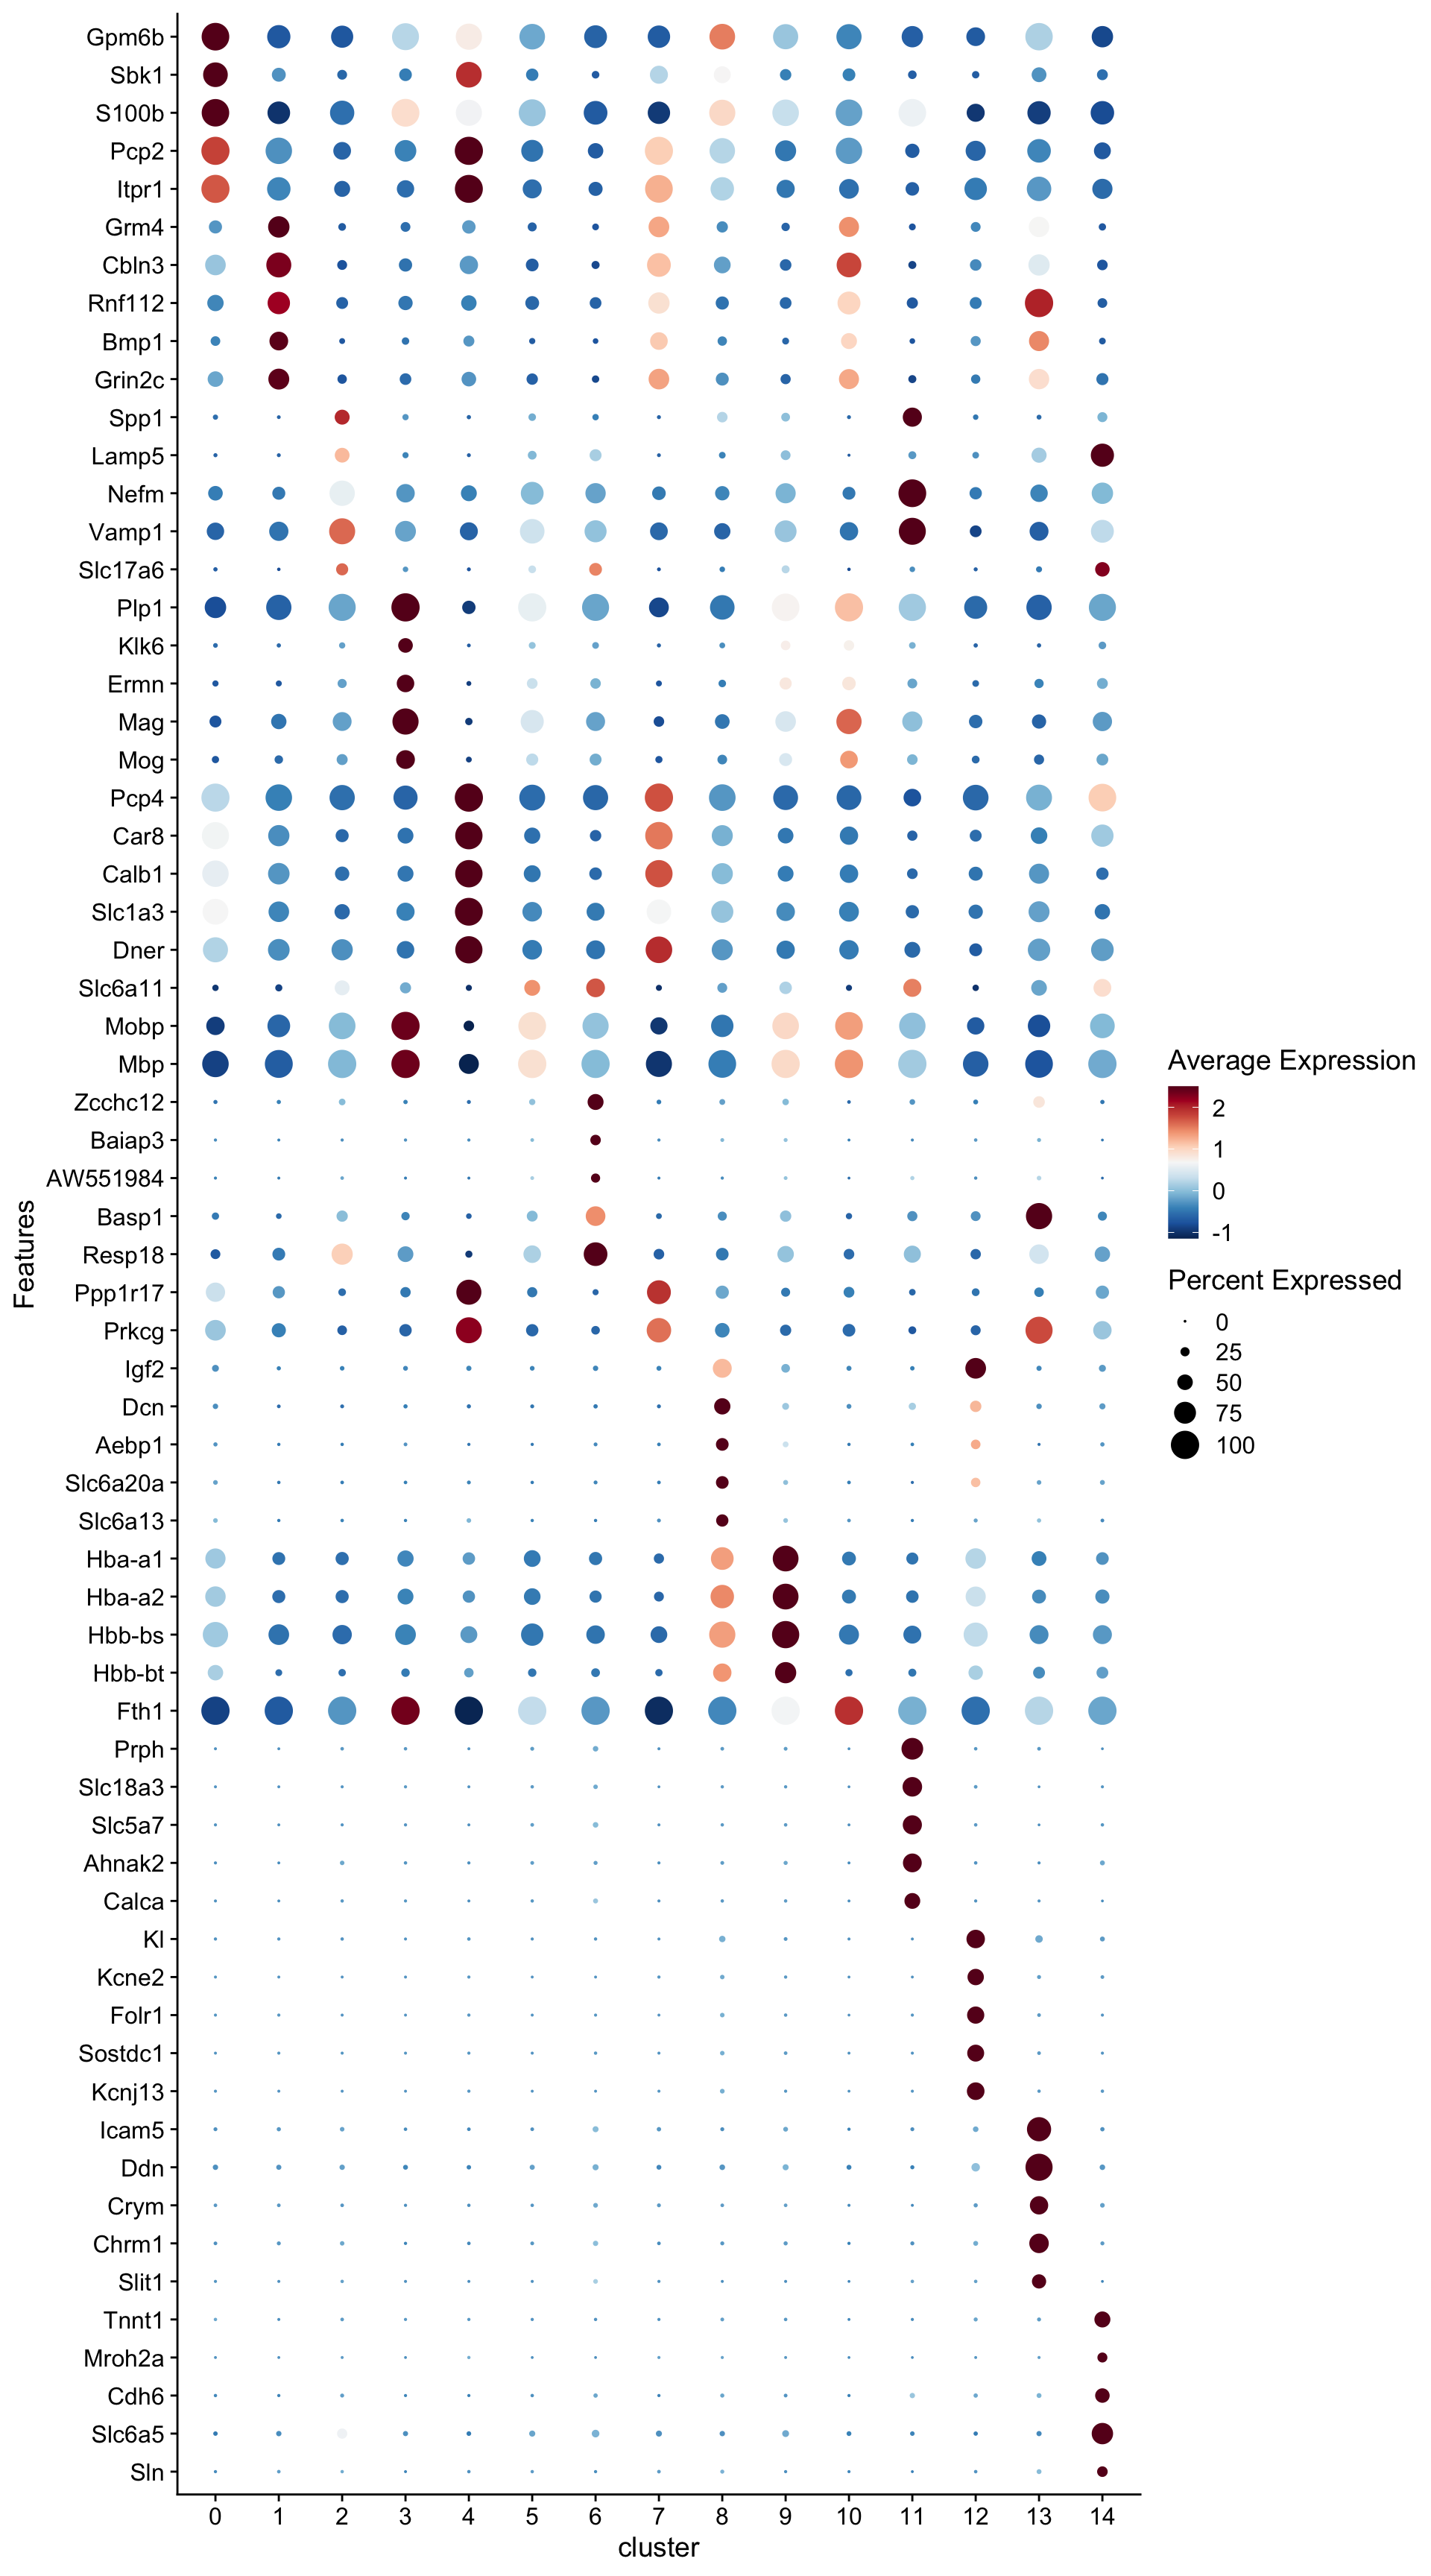 Gpm6b
Sbk1
S100b
Pcp2
Itpr1
Grm4
Cbln3
Rnf112
Bmp1
Grin2c
Spp1
Lamp5
Nefm
Vamp1
Slc17a6
Plp1
Klk6
Ermn
Mag
Mog
Pcp4
Car8
Calb1
Slc1a3
Dner
Slc6a11
Mobp
Mbp
Zcchc12
Baiap3
AW551984
Basp1
Resp18
Ppp1r17
Prkcg
Igf2
Dcn
Aebp1
Slc6a20a
Slc6a13
Hba-a1
Hba-a2
Hbb-bs
Hbb-bt
Fth1
Prph
Slc18a3
Slc5a7
Ahnak2
Calca
Kl
Kcne2
Folr1
Sostdc1
Kcnj13
Icam5
Ddn
Crym
Chrm1
Slit1
Tnnt1
Mroh2a
Cdh6
Slc6a5
Sln
Features
0 1 2 3 4 5 6 7 8 9 10 11 12 13 14
cluster
Average Expression
2
1
0
-1
Percent Expressed
0
25
50
75
100